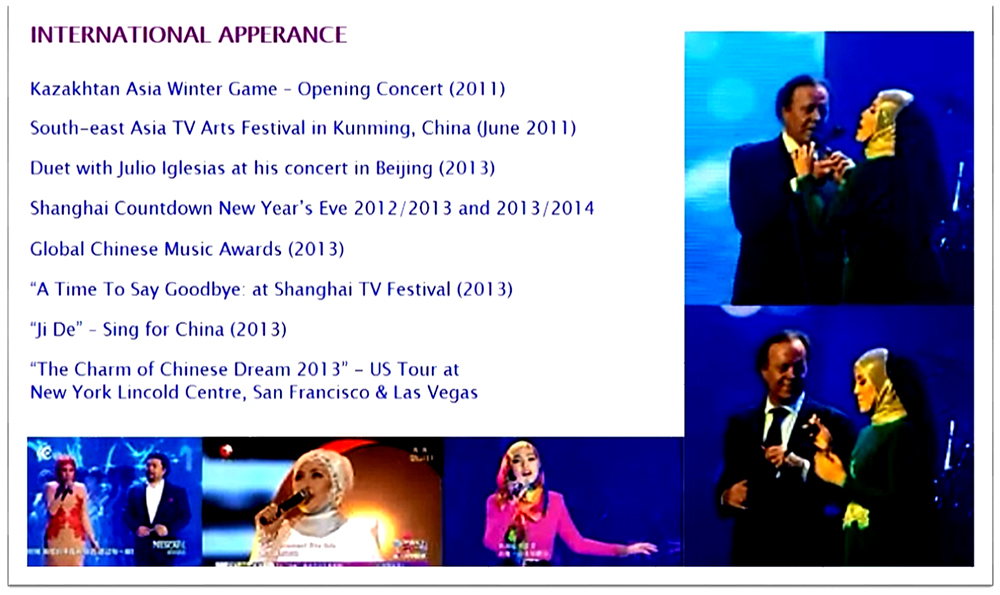 INTERNATIONAL APPERANCE
Kazakhtan Asia Winter Game – Opening Concert (2011)
South-east Asia TV Arts Festival in Kunming, China (June 2011)
Duet with Julio Iglesias at his concert in Beijing (2013)
Shanghai Countdown New Year's Eve 2012/2013 and 2013/2014
Global Chinese Music Awards (2013)
“A Time To Say Goodbye: at Shanghai TV Festival (2013)
“Ji De” – Sing for China (2013)
“The Charm of Chinese Dream 2013” – US Tour at
New York Lincold Centre, San Francisco & Las Vegas
NESCAFÉ